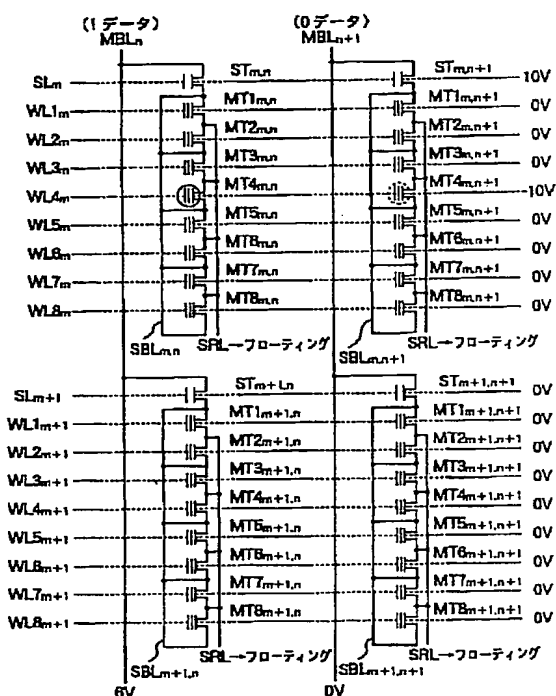 (1 データ) (0 データ)
MBLn MBLn+1
SLm STm,n STm,n+1 10V
WL1m MT1m,n MT1m,n+1 0V
WL2m MT2m,n MT2m,n+1 0V
WL3m MT3m,n MT3m,n+1 0V
WL4m MT4m,n MT4m,n+1 -10V
WL5m MT5m,n MT5m,n+1 0V
WL6m MT8m,n MT6m,n+1 0V
WL7m MT7m,n MT7m,n+1 0V
WL8m MT8m,n MT8m,n+1 0V
SBLm,n SRL→フローティング SBLm,n+1 SRL→フローティング
SLm+1 STm+1,n STm+1,n+1 0V
WL1m+1 MT1m+1,n MT1m+1,n+1 0V
WL2m+1 MT2m+1,n MT2m+1,n+1 0V
WL3m+1 MT3m+1,n MT3m+1,n+1 0V
WL4m+1 MT4m+1,n MT4m+1,n+1 0V
WL5m+1 MT5m+1,n MT5m+1,n+1 0V
WL6m+1 MT6m+1,n MT6m+1,n+1 0V
WL7m+1 MT7m+1,n MT7m+1,n+1 0V
WL8m+1 MT8m+1,n MT8m+1,n+1 0V
SBLm+1,n SRL→フローティング SBLm+1,n+1 SRL→フローティング
6V 0V